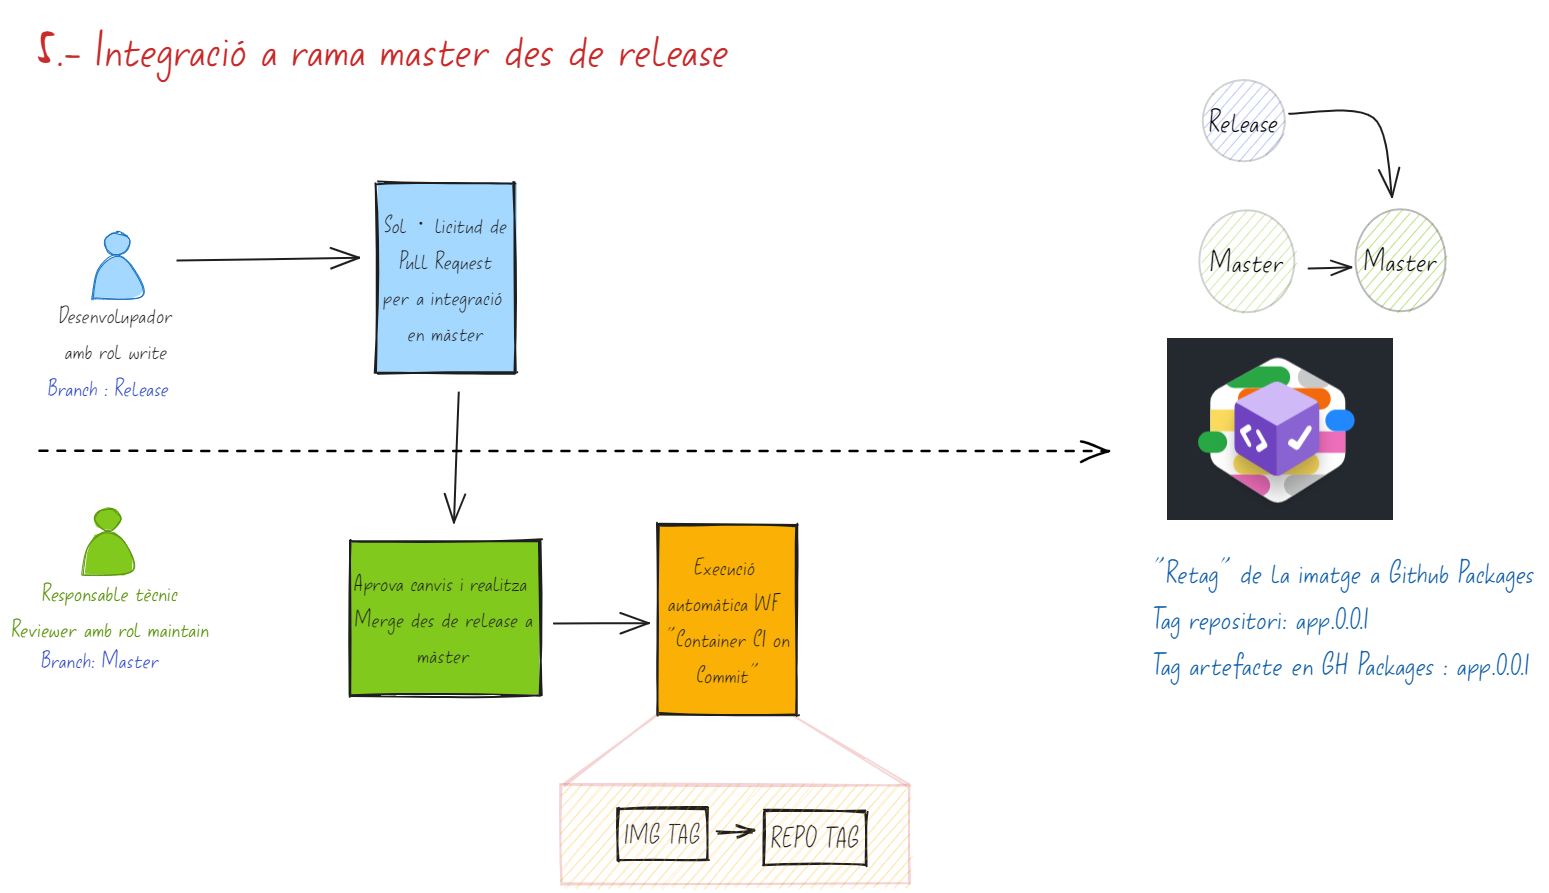 5.- Integració a rama master des de release
Release
Master
Master
Sol · licitud de
Pull Request
per a integració
en màster
Desenvolupador
amb rol write
Branch : Release
Responsable tècnic
Reviewer amb rol maintain
Branch: Master
Aprova canvis i realitza
Merge des de release a
màster
Execució
automàtica WF
"Container CI on
Commit"
IMG TAG
REPO TAG
"Retag" de la imatge a Github Packages
Tag repositori: app.0.0.1
Tag artefacte en GH Packages : app.0.0.1